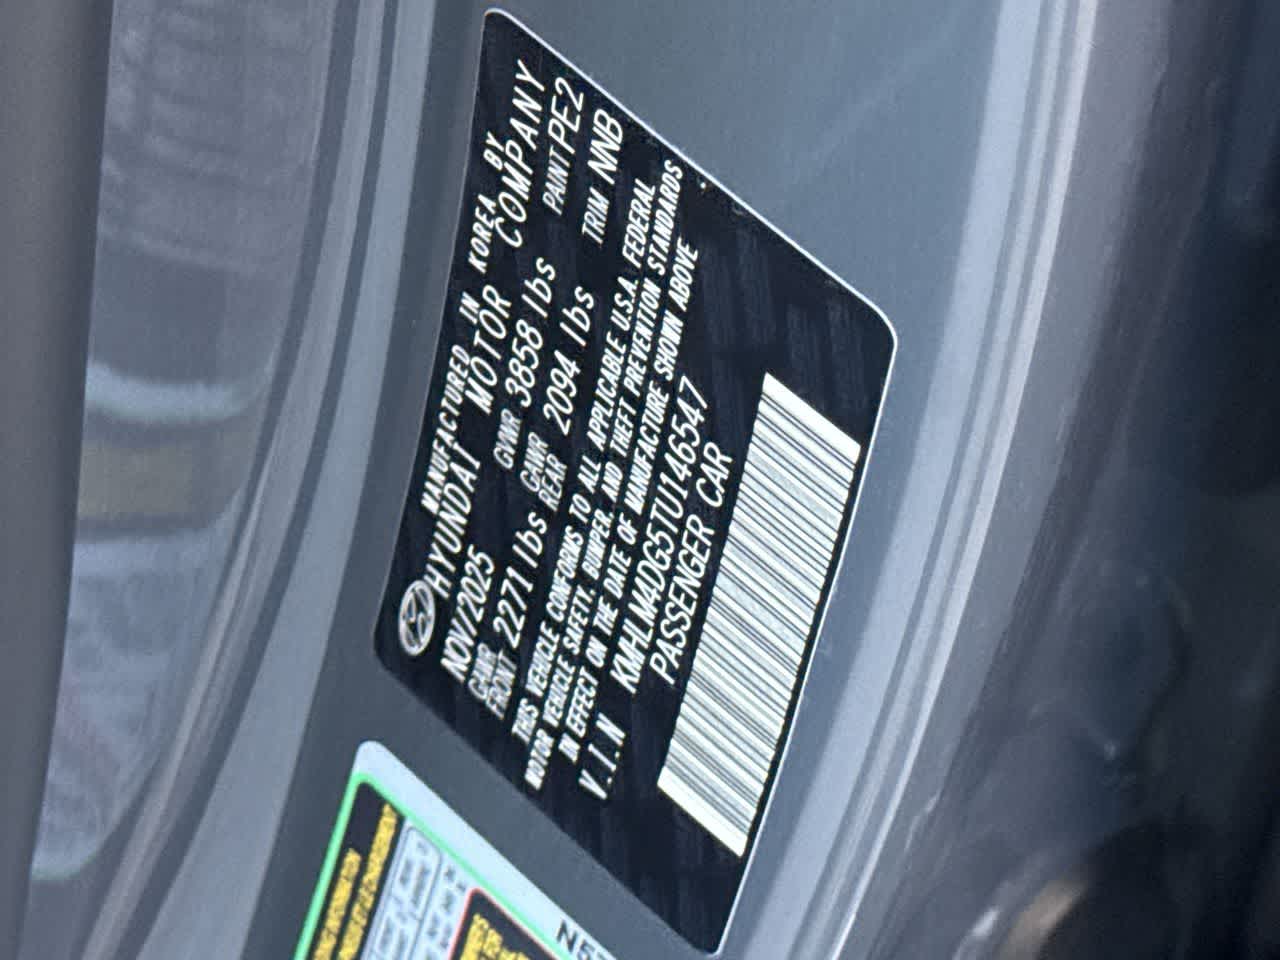 MANUFACTURED IN KOREA BY
HYUNDAI MOTOR COMPANY
NOV/2025 GVWR 3858 lbs PAINT PE2
GAWR FRONT 2271 lbs GAWR REAR 2094 lbs TRIM NNB
THIS VEHICLE CONFORMS TO ALL APPLICABLE U.S.A. FEDERAL
MOTOR VEHICLE SAFETY, BUMPER, AND THEFT PREVENTION STANDARDS
IN EFFECT ON THE DATE OF MANUFACTURE SHOWN ABOVE
V.I.N KMHLM4DG5TU146547
PASSENGER CAR